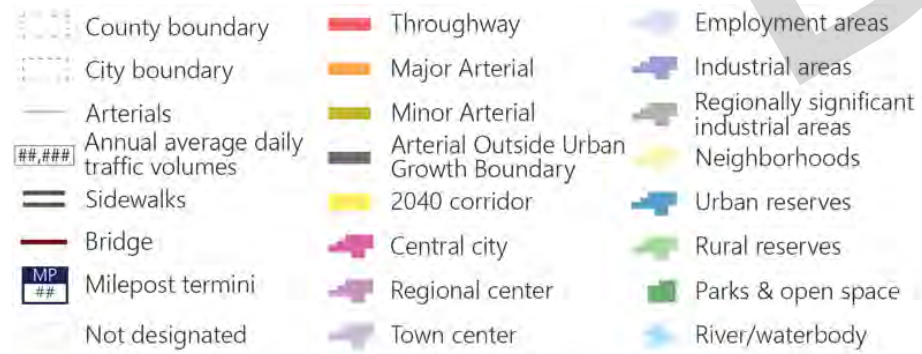 County boundary
City boundary
Arterials
##,###
Annual average daily
traffic volumes
Sidewalks
Bridge
MP
##
Milepost termini
Not designated
Throughway
Major Arterial
Minor Arterial
Arterial Outside Urban
Growth Boundary
2040 corridor
Central city
Regional center
Town center
Employment areas
Industrial areas
Regionally significant
industrial areas
Neighborhoods
Urban reserves
Rural reserves
Parks & open space
River/waterbody